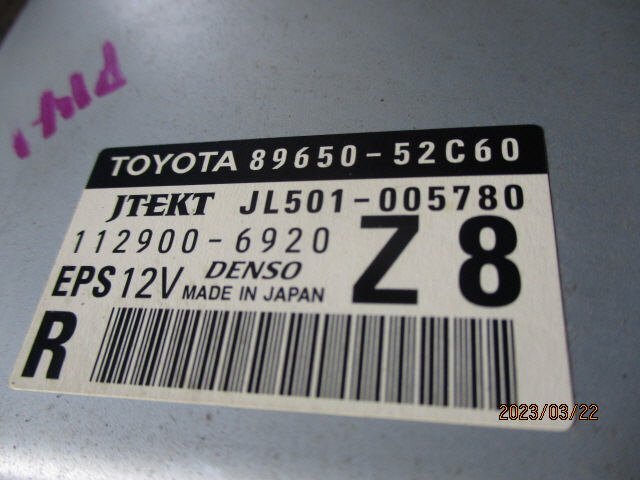 TOYOTA 89650-52C60
JTEKT JL501-005780
112900-6920
Z8
EPS 12V DENSO
MADE IN JAPAN
R
2023/03/22